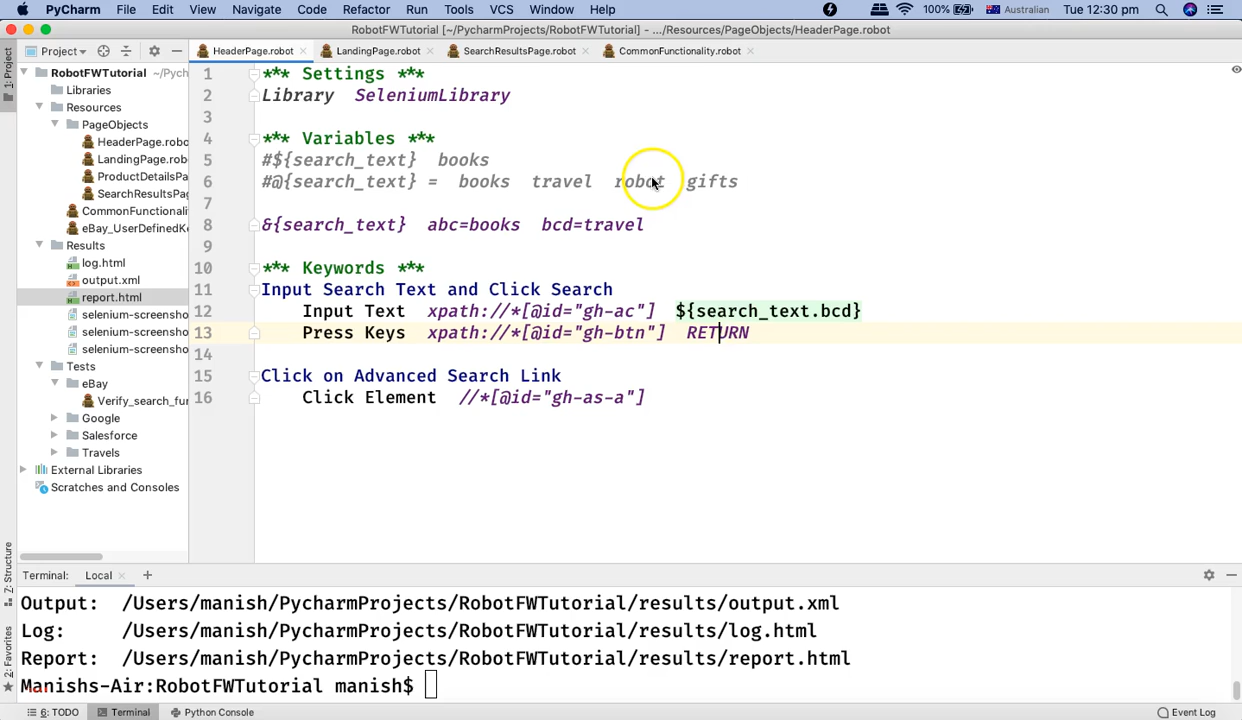 PyCharm File Edit View Navigate Code Refactor Run Tools VCS Window Help 100% Australian Tue 12:30 pm
RobotFWTutorial [~/PycharmProjects/RobotFWTutorial] - .../Resources/PageObjects/HeaderPage.robot
Project HeaderPage.robot LandingPage.robot SearchResultsPage.robot CommonFunctionality.robot
1: Project
RobotFWTutorial ~/Pych
Libraries
Resources
PageObjects
HeaderPage.robo
LandingPage.rob
ProductDetailsPa
SearchResultsPa
CommonFunctionali
eBay_UserDefinedKe
Results
log.html
output.xml
report.html
selenium-screensho
selenium-screensho
selenium-screensho
Tests
eBay
Verify_search_fur
Google
Salesforce
Travels
External Libraries
Scratches and Consoles
1 *** Settings ***
2 Library SeleniumLibrary
3
4 *** Variables ***
5 #${search_text} books
6 #@{search_text} = books travel robot gifts
7
8 &{search_text} abc=books bcd=travel
9
10 *** Keywords ***
11 Input Search Text and Click Search
12 Input Text xpath://*[@id="gh-ac"] ${search_text.bcd}
13 Press Keys xpath://*[@id="gh-btn"] RETURN
14
15 Click on Advanced Search Link
16 Click Element //*[@id="gh-as-a"]
Z: Structure
2: Favorites
Terminal: Local
Output: /Users/manish/PycharmProjects/RobotFWTutorial/results/output.xml
Log: /Users/manish/PycharmProjects/RobotFWTutorial/results/log.html
Report: /Users/manish/PycharmProjects/RobotFWTutorial/results/report.html
Manishs-Air:RobotFWTutorial manish$
6: TODO Terminal Python Console Event Log